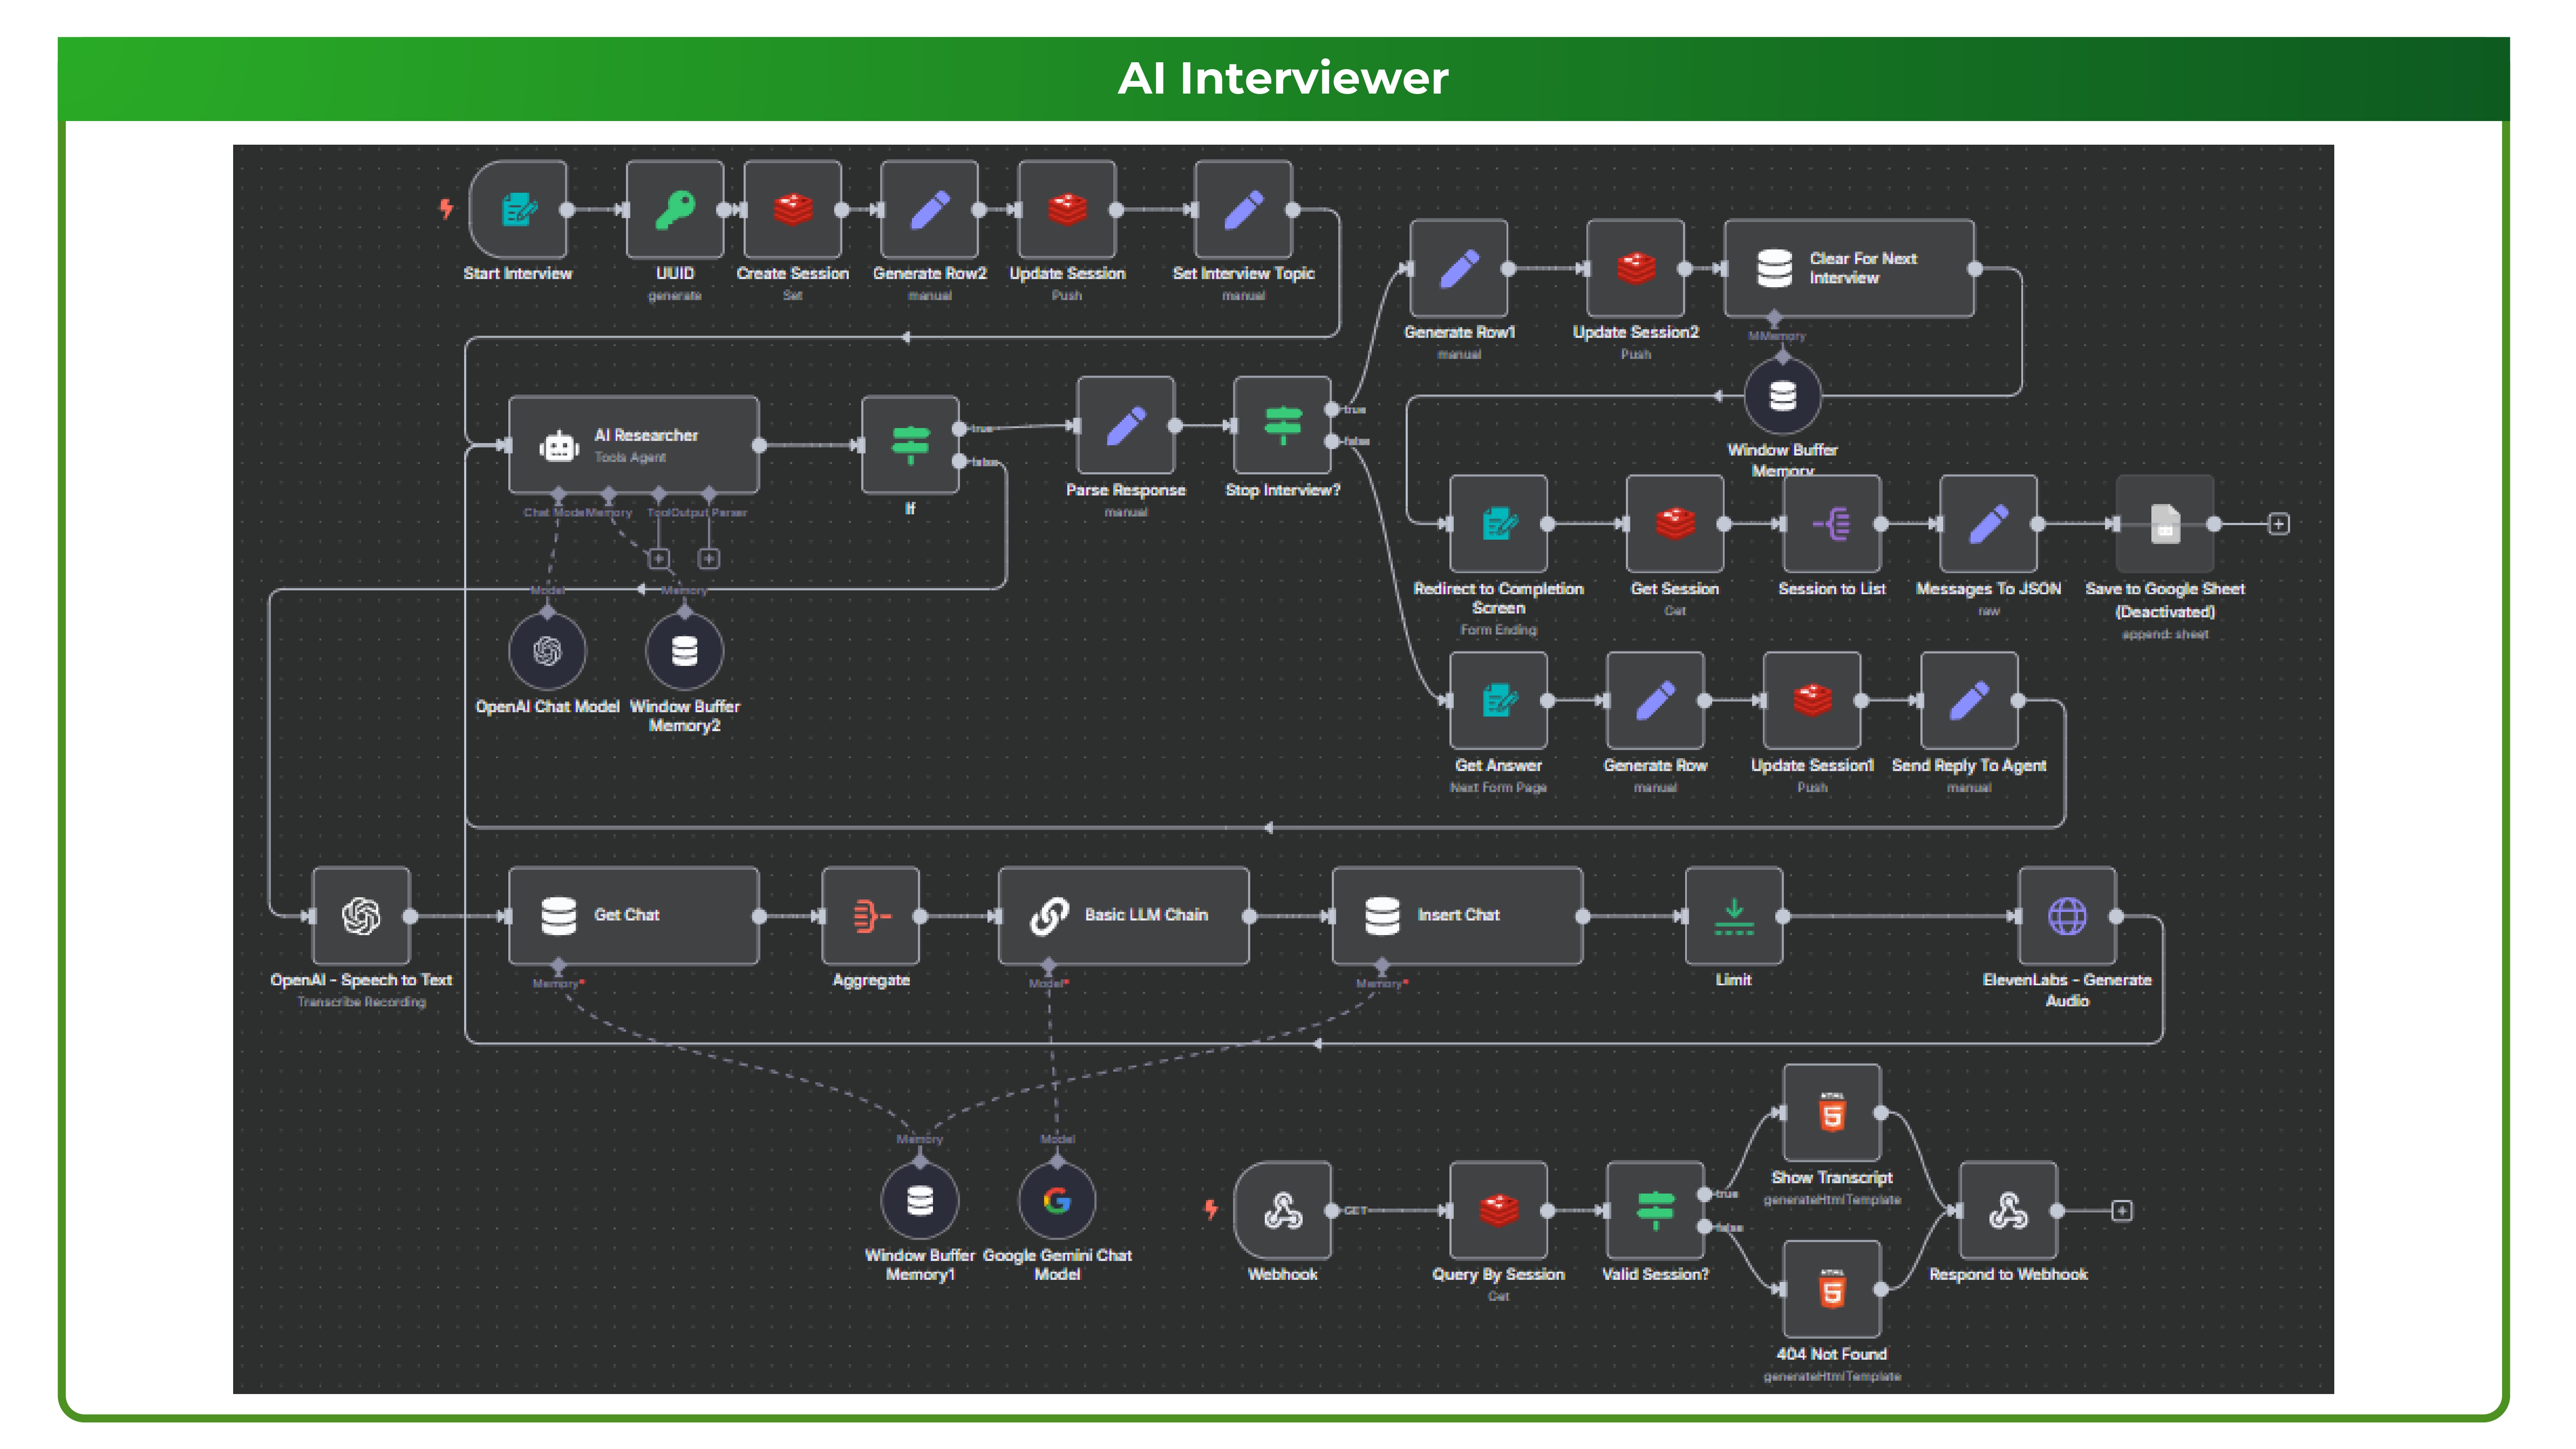 AI Interviewer
Start Interview
UUID
generate
Create Session
Set
Generate Row2
manual
Update Session
Push
Set Interview Topic
manual
Generate Row1
manual
Update Session2
Push
Clear For Next
Interview
MMemory
Window Buffer
Memory
AI Researcher
Tools Agent
Chat Model
Memory
Tool
Output Parser
If
true
false
Parse Response
manual
Stop Interview?
true
false
Model
Memory
OpenAI Chat Model
Window Buffer
Memory2
Redirect to Completion
Screen
Form Ending
Get Session
Get
Session to List
Messages To JSON
raw
Save to Google Sheet
(Deactivated)
append: sheet
Get Answer
Next Form Page
Generate Row
manual
Update Session1
Push
Send Reply To Agent
manual
OpenAI - Speech to Text
Transcribe Recording
Get Chat
Memory*
Aggregate
Basic LLM Chain
Model*
Insert Chat
Memory*
Limit
ElevenLabs - Generate
Audio
Memory
Model
Window Buffer
Memory1
Google Gemini Chat
Model
Webhook
GET
Query By Session
Get
Valid Session?
true
false
HTML
5
Show Transcript
generateHtmlTemplate
HTML
5
404 Not Found
generateHtmlTemplate
Respond to Webhook